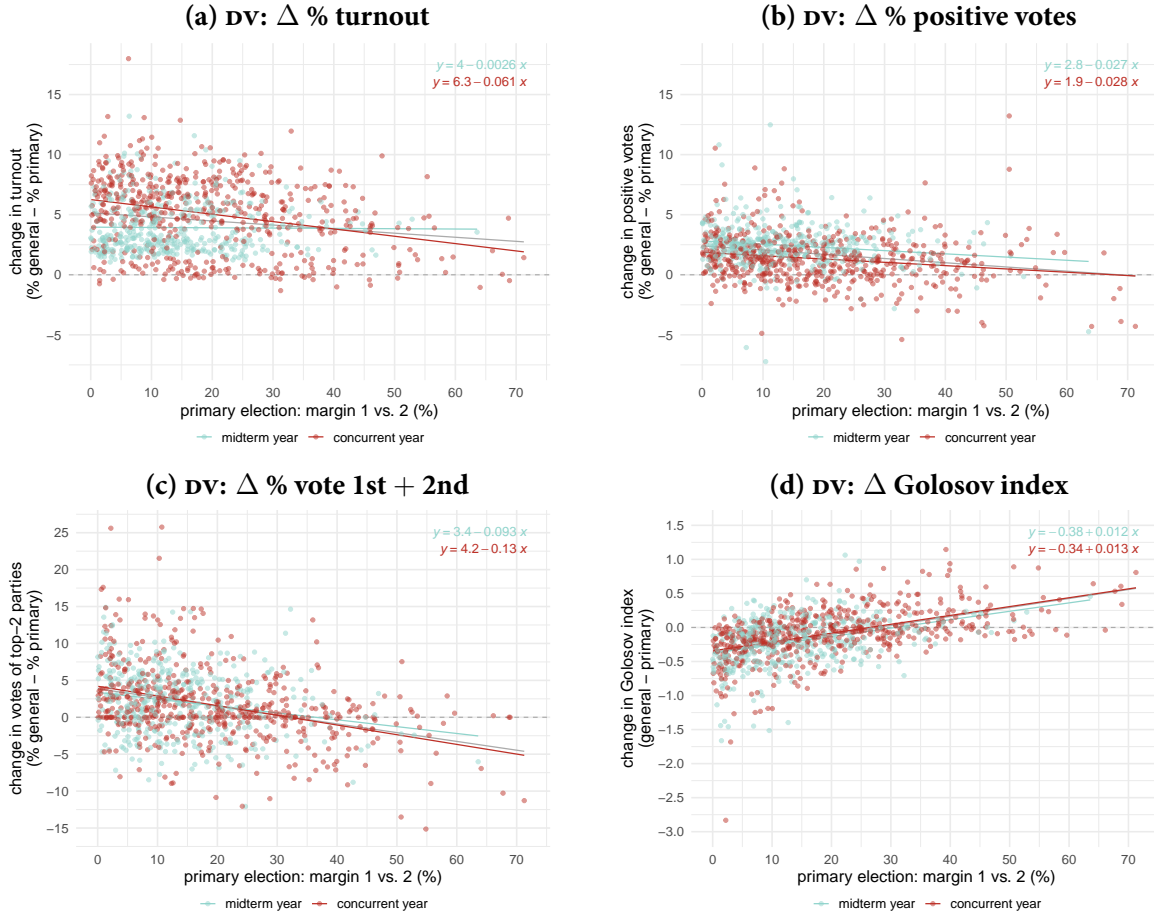 (a) DV: Δ % turnout
y = 4 − 0.0026 x
y = 6.3 − 0.061 x
change in turnout
(% general − % primary)
15
10
5
0
−5
0 10 20 30 40 50 60 70
primary election: margin 1 vs. 2 (%)
midterm year concurrent year
(b) DV: Δ % positive votes
y = 2.8 − 0.027 x
y = 1.9 − 0.028 x
change in positive votes
(% general − % primary)
15
10
5
0
−5
0 10 20 30 40 50 60 70
primary election: margin 1 vs. 2 (%)
midterm year concurrent year
(c) DV: Δ % vote 1st + 2nd
y = 3.4 − 0.093 x
y = 4.2 − 0.13 x
change in votes of top−2 parties
(% general − % primary)
25
20
15
10
5
0
−5
−10
−15
0 10 20 30 40 50 60 70
primary election: margin 1 vs. 2 (%)
midterm year concurrent year
(d) DV: Δ Golosov index
y = −0.38 + 0.012 x
y = −0.34 + 0.013 x
change in Golosov index
(general − primary)
1.5
1.0
0.5
0.0
−0.5
−1.0
−1.5
−2.0
−2.5
−3.0
0 10 20 30 40 50 60 70
primary election: margin 1 vs. 2 (%)
midterm year concurrent year